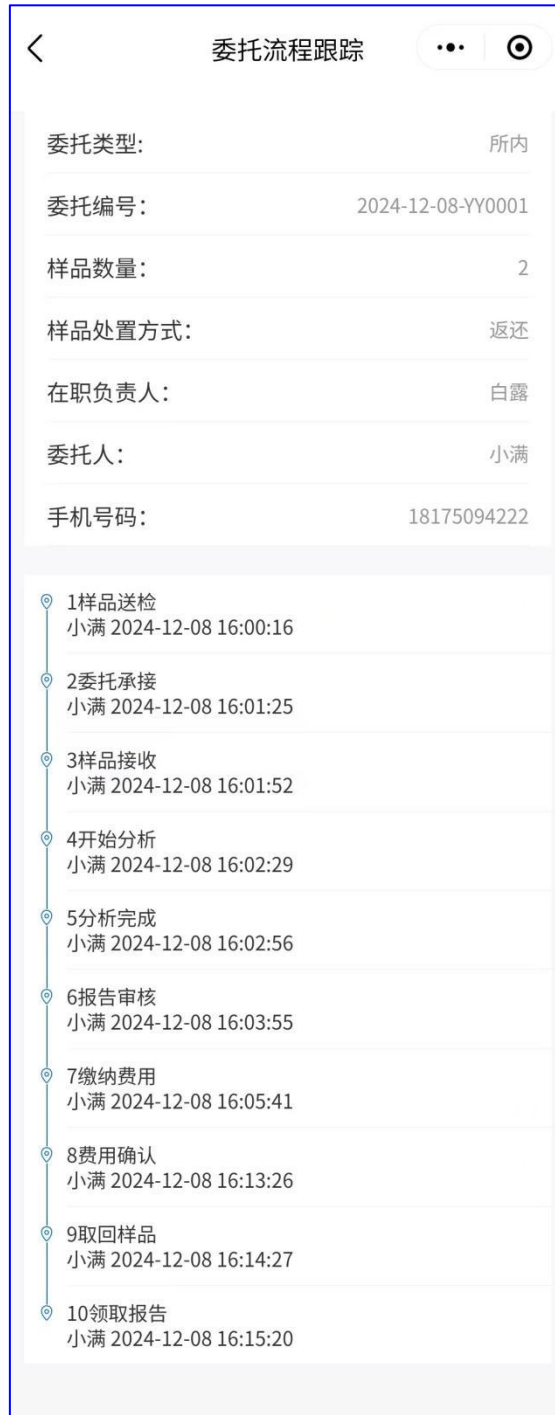 委托流程跟踪
委托类型: 所内
委托编号： 2024-12-08-YY0001
样品数量： 2
样品处置方式： 返还
在职负责人： 白露
委托人： 小满
手机号码： 18175094222
1样品送检
小满 2024-12-08 16:00:16
2委托承接
小满 2024-12-08 16:01:25
3样品接收
小满 2024-12-08 16:01:52
4开始分析
小满 2024-12-08 16:02:29
5分析完成
小满 2024-12-08 16:02:56
6报告审核
小满 2024-12-08 16:03:55
7缴纳费用
小满 2024-12-08 16:05:41
8费用确认
小满 2024-12-08 16:13:26
9取回样品
小满 2024-12-08 16:14:27
10领取报告
小满 2024-12-08 16:15:20